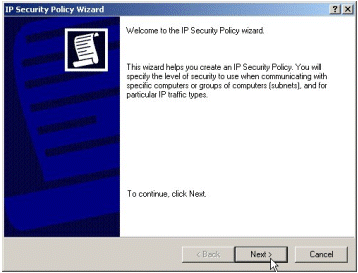 IP Security Policy Wizard
Welcome to the IP Security Policy wizard.
This wizard helps you create an IP Security Policy. You will
specify the level of security to use when communicating with
specific computers or groups of computers (subnets), and for
particular IP traffic types.
To continue, click Next.
< Back
Next >
Cancel